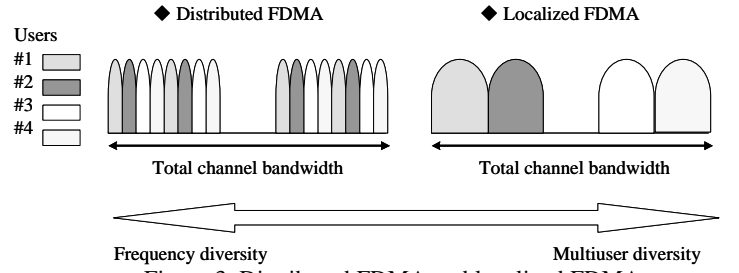 ◆ Distributed FDMA
◆ Localized FDMA
Users
#1
#2
#3
#4
Total channel bandwidth
Total channel bandwidth
Frequency diversity
Multiuser diversity